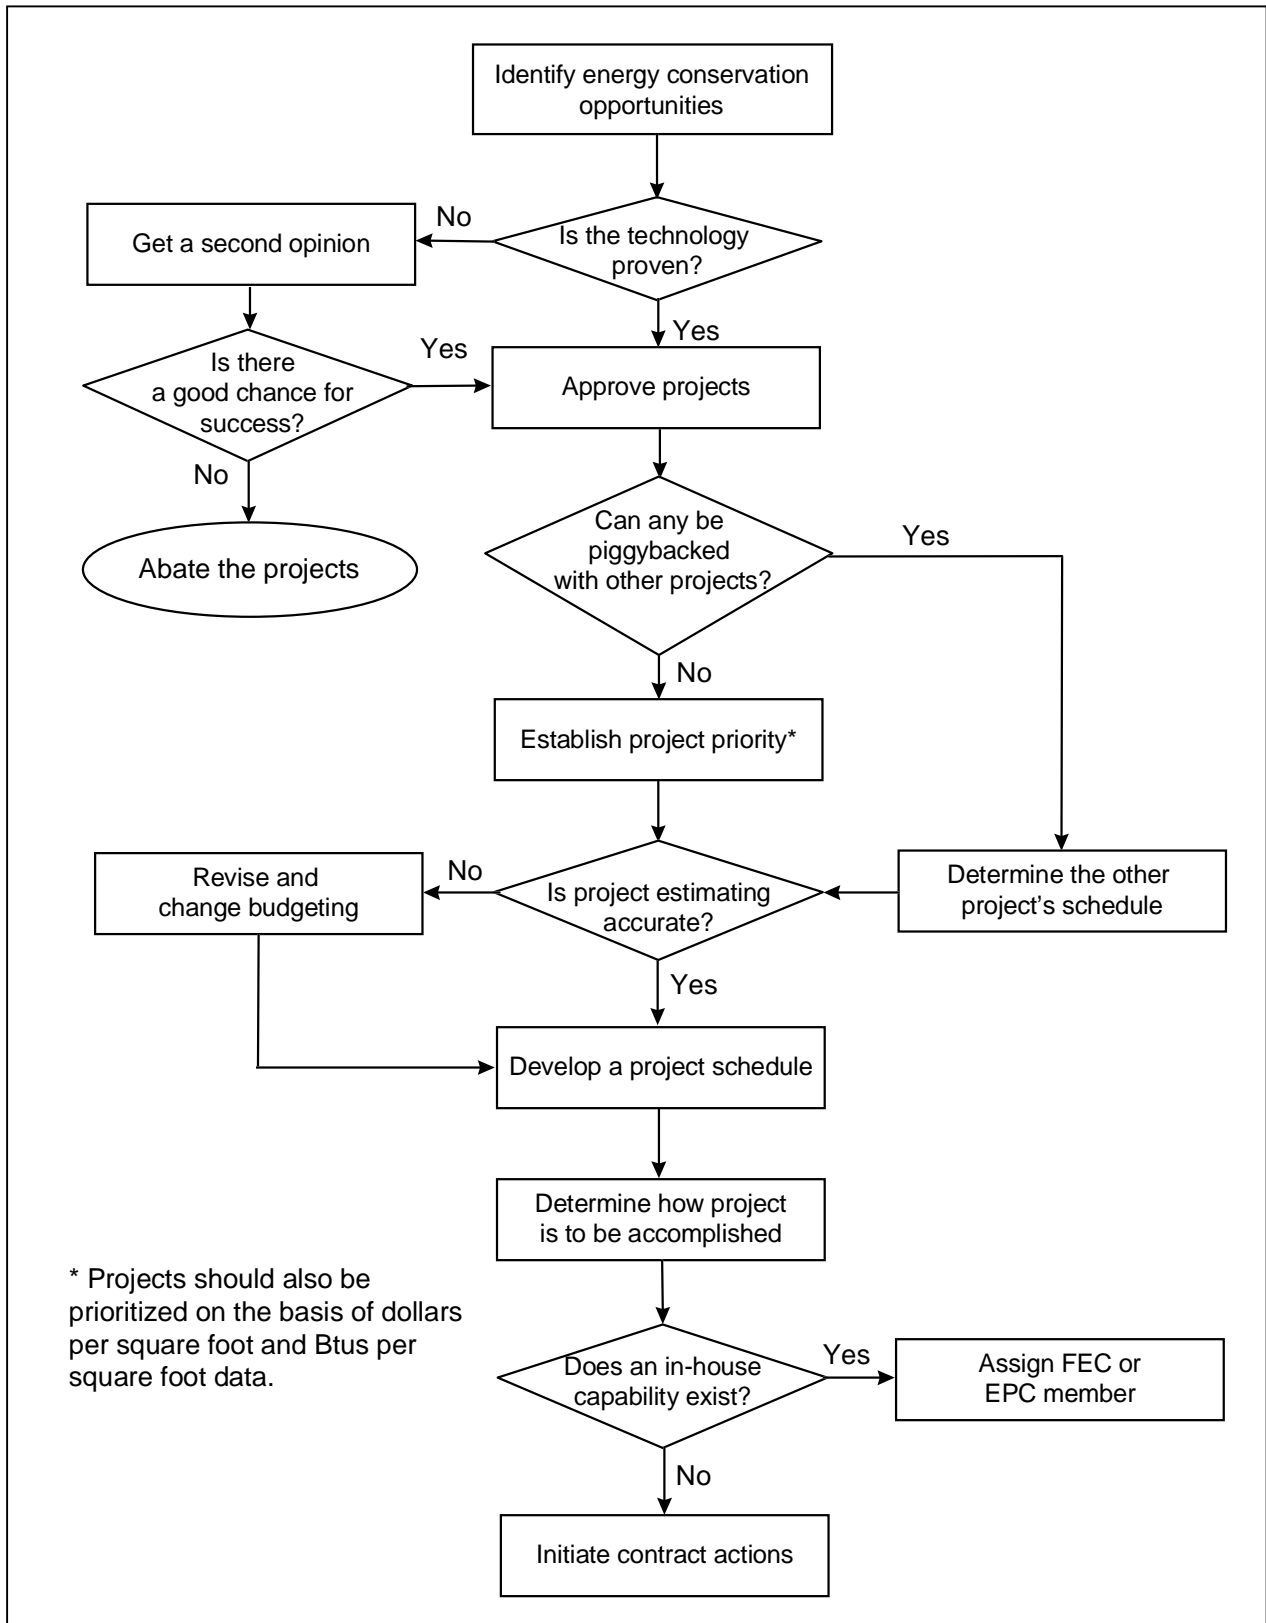 Identify energy conservation
opportunities
No
Is the technology
proven?
Get a second opinion
Yes
Is there
a good chance for
success?
Yes
Approve projects
No
Abate the projects
Can any be
piggybacked
with other projects?
Yes
No
Establish project priority*
Revise and
change budgeting
No
Is project estimating
accurate?
Determine the other
project's schedule
Yes
Develop a project schedule
Determine how project
is to be accomplished
* Projects should also be
prioritized on the basis of dollars
per square foot and Btus per
square foot data.
Does an in-house
capability exist?
Yes
Assign FEC or
EPC member
No
Initiate contract actions